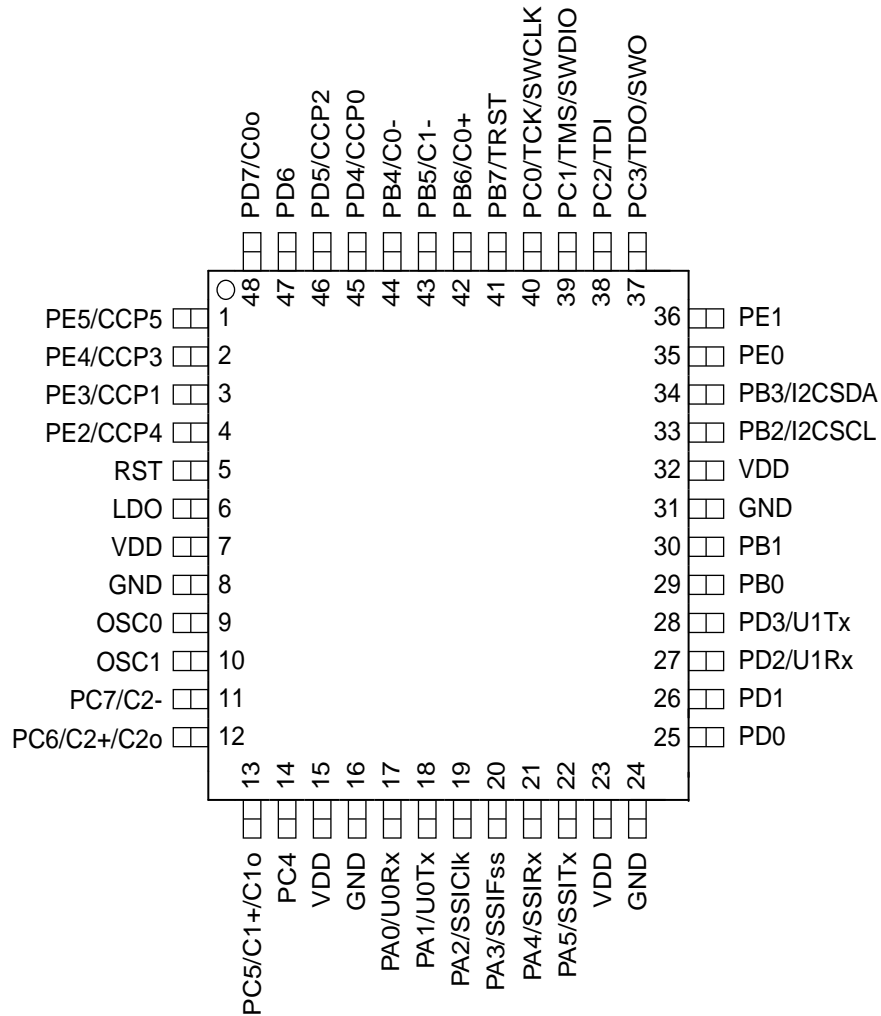 PD7/C0o
PD6
PD5/CCP2
PD4/CCP0
PB4/C0-
PB5/C1-
PB6/C0+
PB7/TRST
PC0/TCK/SWCLK
PC1/TMS/SWDIO
PC2/TDI
PC3/TDO/SWO
48
47
46
45
44
43
42
41
40
39
38
37
PE5/CCP5 1
PE4/CCP3 2
PE3/CCP1 3
PE2/CCP4 4
RST 5
LDO 6
VDD 7
GND 8
OSC0 9
OSC1 10
PC7/C2- 11
PC6/C2+/C2o 12
36 PE1
35 PE0
34 PB3/I2CSDA
33 PB2/I2CSCL
32 VDD
31 GND
30 PB1
29 PB0
28 PD3/U1Tx
27 PD2/U1Rx
26 PD1
25 PD0
13
14
15
16
17
18
19
20
21
22
23
24
PC5/C1+/C1o
PC4
VDD
GND
PA0/U0Rx
PA1/U0Tx
PA2/SSIClk
PA3/SSIFss
PA4/SSIRx
PA5/SSITx
VDD
GND